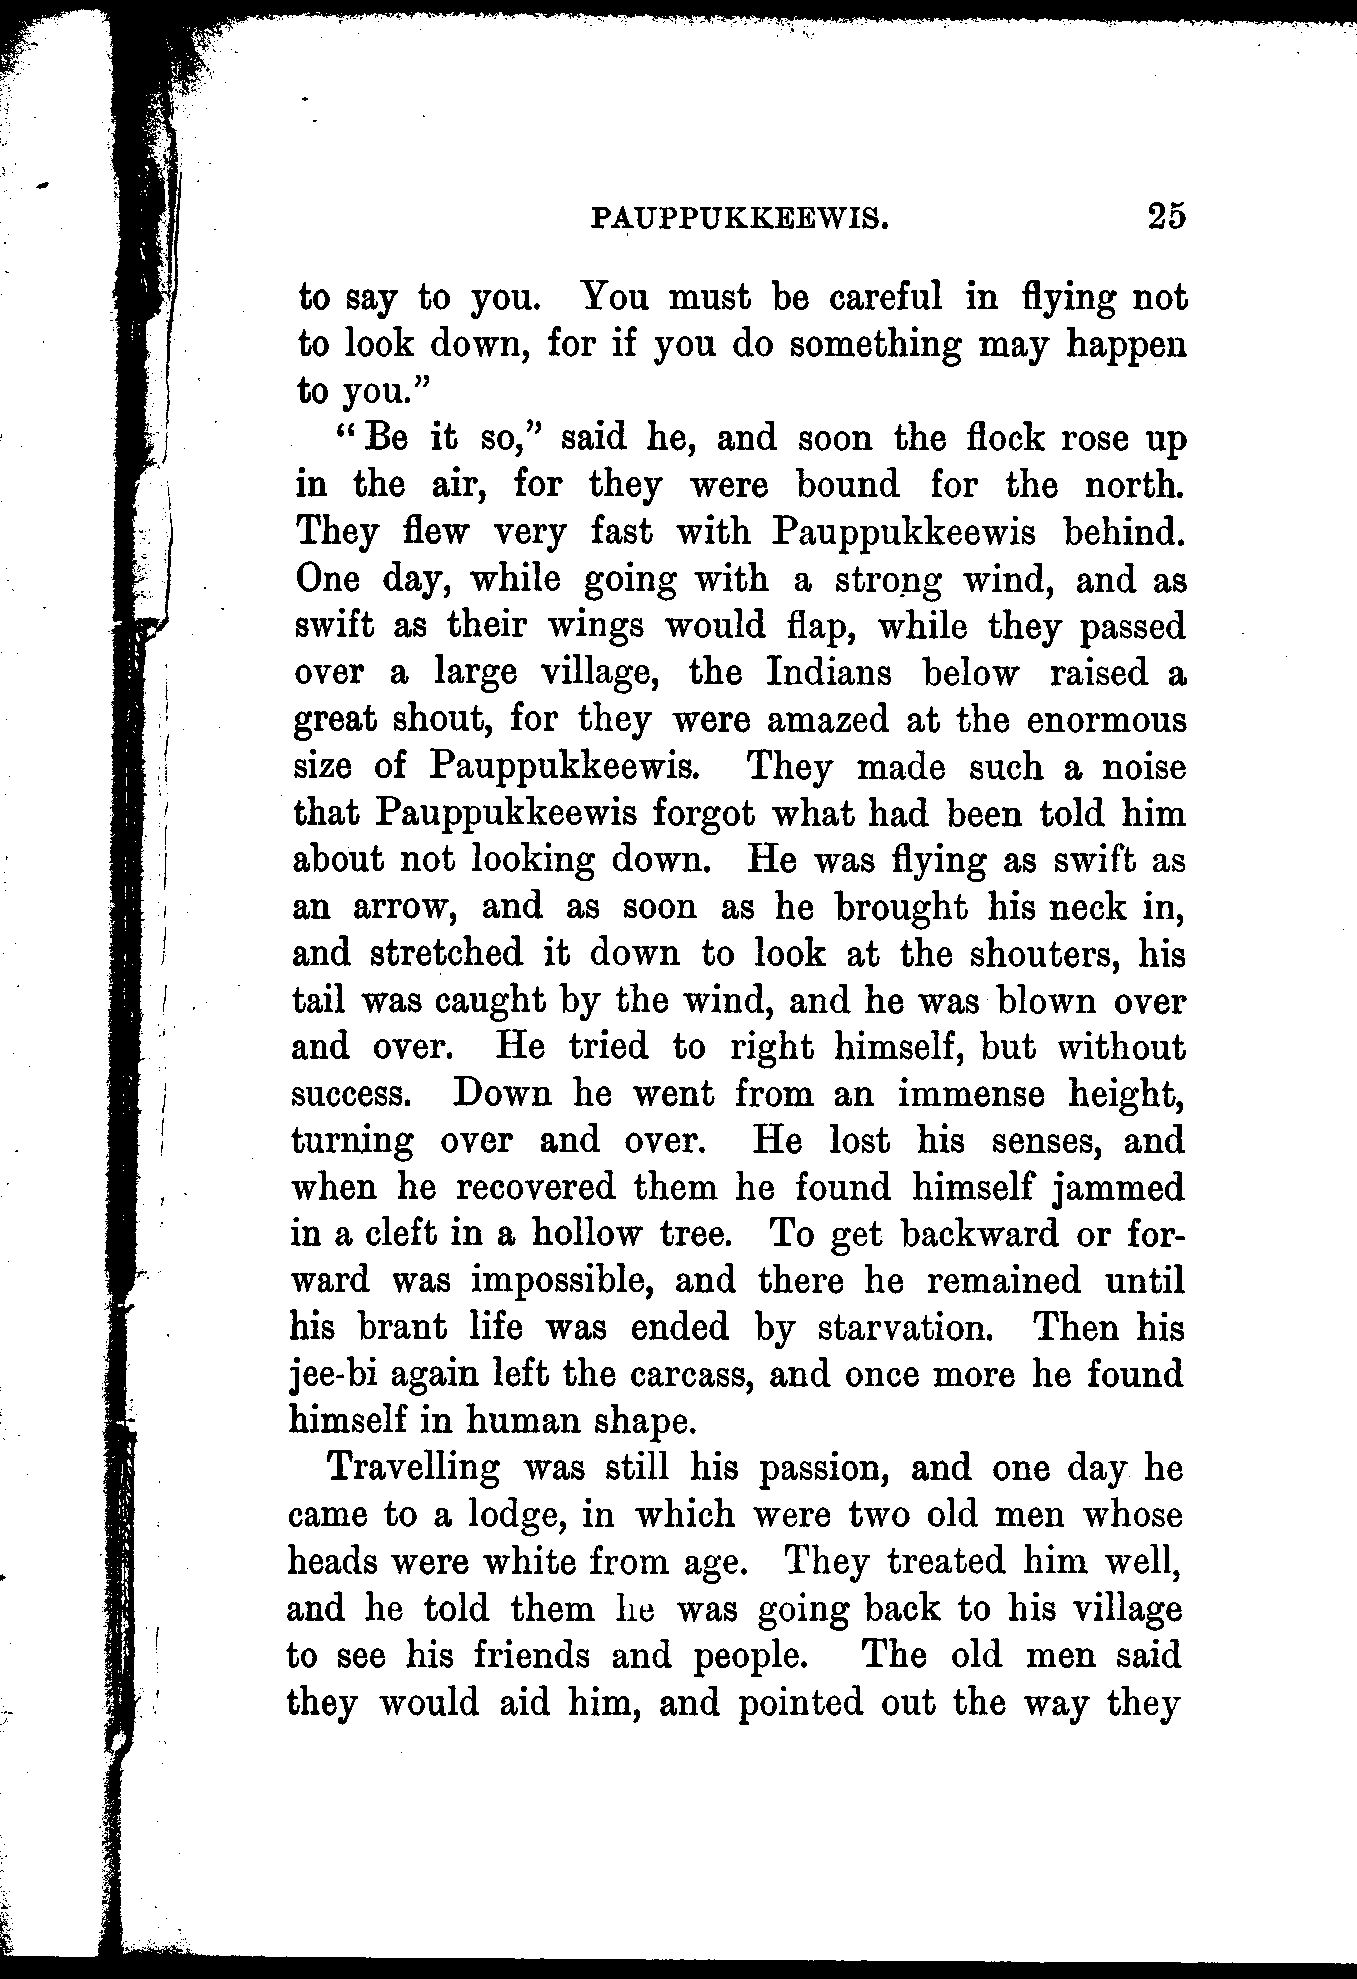 PAUPPUKKEEWIS. 25
to say to you. You must be careful in flying not
to look down, for if you do something may happen
to you."
"Be it so," said he, and soon the flock rose up
in the air, for they were bound for the north.
They flew very fast with Pauppukkeewis behind.
One day, while going with a strong wind, and as
swift as their wings would flap, while they passed
over a large village, the Indians below raised a
great shout, for they were amazed at the enormous
size of Pauppukkeewis. They made such a noise
that Pauppukkeewis forgot what had been told him
about not looking down. He was flying as swift as
an arrow, and as soon as he brought his neck in,
and stretched it down to look at the shouters, his
tail was caught by the wind, and he was blown over
and over. He tried to right himself, but without
success. Down he went from an immense height,
turning over and over. He lost his senses, and
when he recovered them he found himself jammed
in a cleft in a hollow tree. To get backward or for-
ward was impossible, and there he remained until
his brant life was ended by starvation. Then his
jee-bi again left the carcass, and once more he found
himself in human shape.
Travelling was still his passion, and one day he
came to a lodge, in which were two old men whose
heads were white from age. They treated him well,
and he told them he was going back to his village
to see his friends and people. The old men said
they would aid him, and pointed out the way they